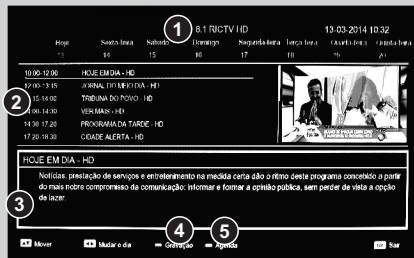 1
6.1 RICTV HD 13-03-2014 10:32
Hoje Sexta-feira Sábado Domingo Segunda-feira Terça-feira Quarta-feira Quinta-feira
13 14 15 16 17 18 19 20
10:00-12:00 HOJE EM DIA - HD
12:00-13:15 JORNAL DO MEIO DIA - HD
2
15-14:00 TRIBUNA DO POVO - HD
14:00-14:30 VER MAIS - HD
14:30-17:20 PROGRAMA DA TARDE - HD
17:20-18:30 CIDADE ALERTA - HD
HOJE EM DIA - HD
Notícias, prestação de serviços e entretenimento na medida certa dão o ritmo deste programa concebido a partir
do mais nobre compromisso da comunicação: informar e formar a opinião pública, sem perder de vista a opção
de lazer.
3
4 5
Mover Mudar o dia Gravação Agenda Sair